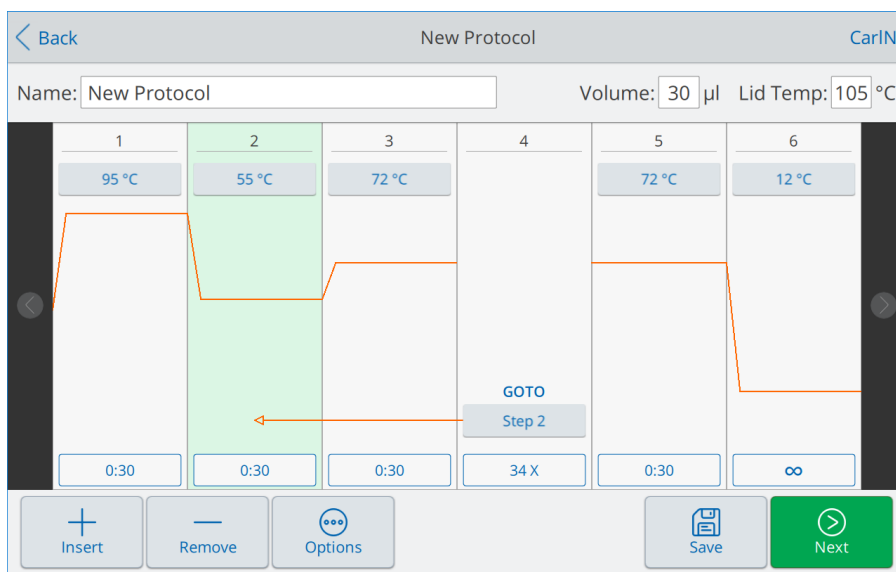 Back New Protocol CarlN
Name: New Protocol Volume: 30 µl Lid Temp: 105 °C
1 2 3 4 5 6
95 °C 55 °C 72 °C 72 °C 12 °C
GOTO
Step 2
0:30 0:30 0:30 34 X 0:30 ∞
Insert Remove Options Save Next